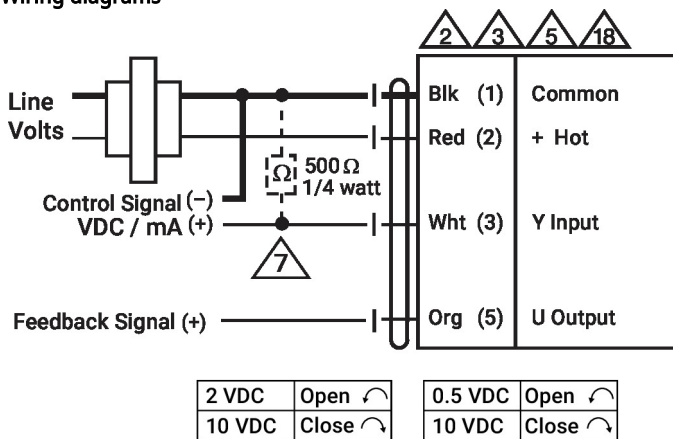 Wiring diagrams
2 3 5 18
Line
Volts
Blk (1) Common
Red (2) + Hot
Ω 500 Ω
1/4 watt
Control Signal (−)
VDC / mA (+)
Wht (3) Y Input
7
Feedback Signal (+)
Org (5) U Output
2 VDC Open
10 VDC Close
0.5 VDC Open
10 VDC Close